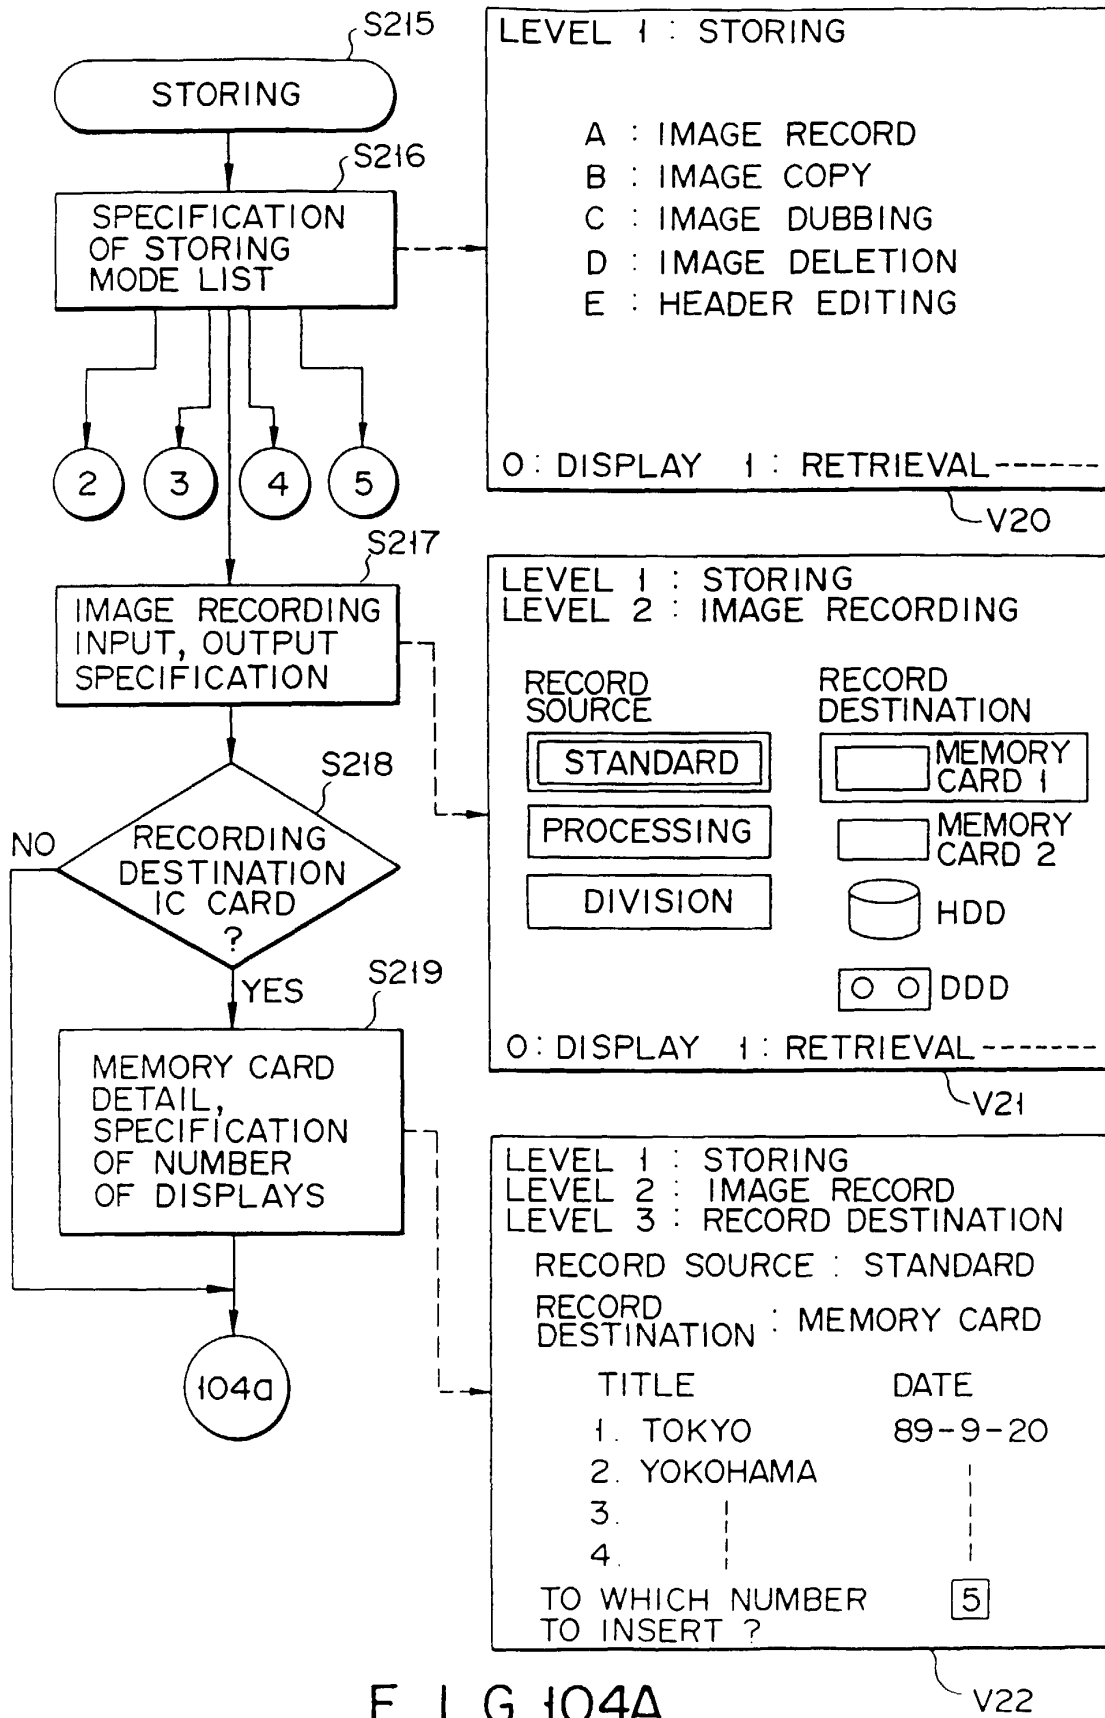 S215
STORING
S216
SPECIFICATION
OF STORING
MODE LIST
2
3
4
5
S217
IMAGE RECORDING
INPUT, OUTPUT
SPECIFICATION
S218
NO
RECORDING
DESTINATION
IC CARD
?
YES
S219
MEMORY CARD
DETAIL,
SPECIFICATION
OF NUMBER
OF DISPLAYS
104a
LEVEL 1 : STORING
A : IMAGE RECORD
B : IMAGE COPY
C : IMAGE DUBBING
D : IMAGE DELETION
E : HEADER EDITING
0 : DISPLAY 1 : RETRIEVAL ------
V20
LEVEL 1 : STORING
LEVEL 2 : IMAGE RECORDING
RECORD
SOURCE
STANDARD
PROCESSING
DIVISION
RECORD
DESTINATION
MEMORY
CARD 1
MEMORY
CARD 2
HDD
DDD
0 : DISPLAY 1 : RETRIEVAL -------
V21
LEVEL 1 : STORING
LEVEL 2 : IMAGE RECORD
LEVEL 3 : RECORD DESTINATION
RECORD SOURCE : STANDARD
RECORD
DESTINATION : MEMORY CARD
TITLE DATE
1. TOKYO 89-9-20
2. YOKOHAMA
3.
4.
TO WHICH NUMBER 5
TO INSERT ?
V22
FIG 104A